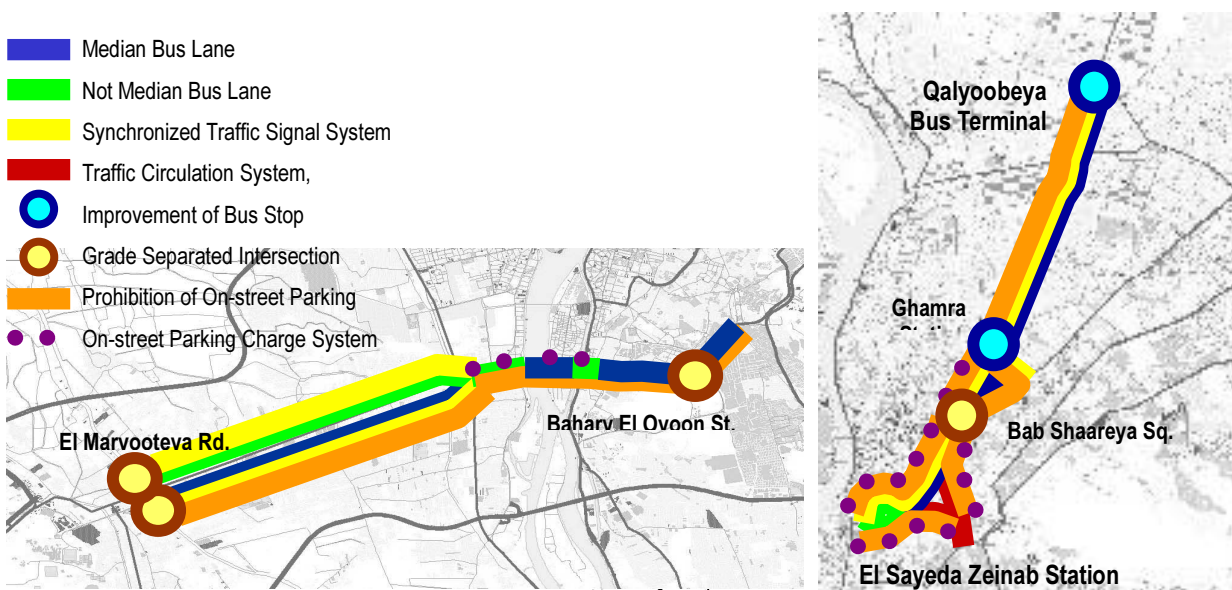 Median Bus Lane
Not Median Bus Lane
Synchronized Traffic Signal System
Traffic Circulation System,
Improvement of Bus Stop
Grade Separated Intersection
Prohibition of On-street Parking
On-street Parking Charge System
El Maryooteya Rd.
Bahary El Oyoon St.
Qalyoobeya
Bus Terminal
Ghamra
Bab Shaareya Sq.
El Sayeda Zeinab Station